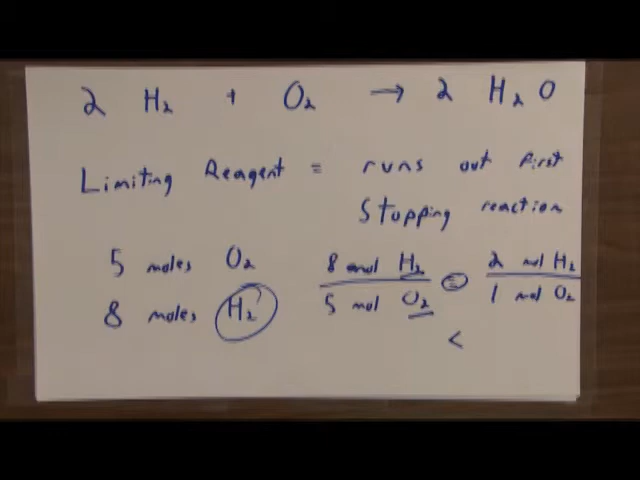 2 H₂ + O₂ → 2 H₂O
Limiting Reagent = runs out first
stopping reaction
5 moles O₂
8 moles H₂
8 mol H₂ / 5 mol O₂ = 2 mol H₂ / 1 mol O₂
<